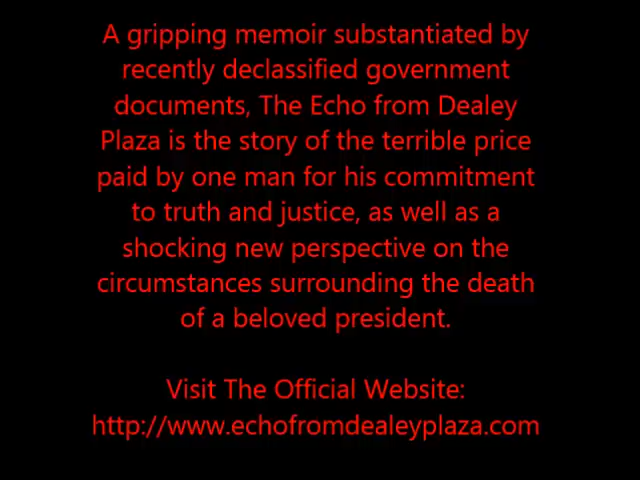 A gripping memoir substantiated by
recently declassified government
documents, The Echo from Dealey
Plaza is the story of the terrible price
paid by one man for his commitment
to truth and justice, as well as a
shocking new perspective on the
circumstances surrounding the death
of a beloved president.
Visit The Official Website:
http://www.echofromdealeyplaza.com